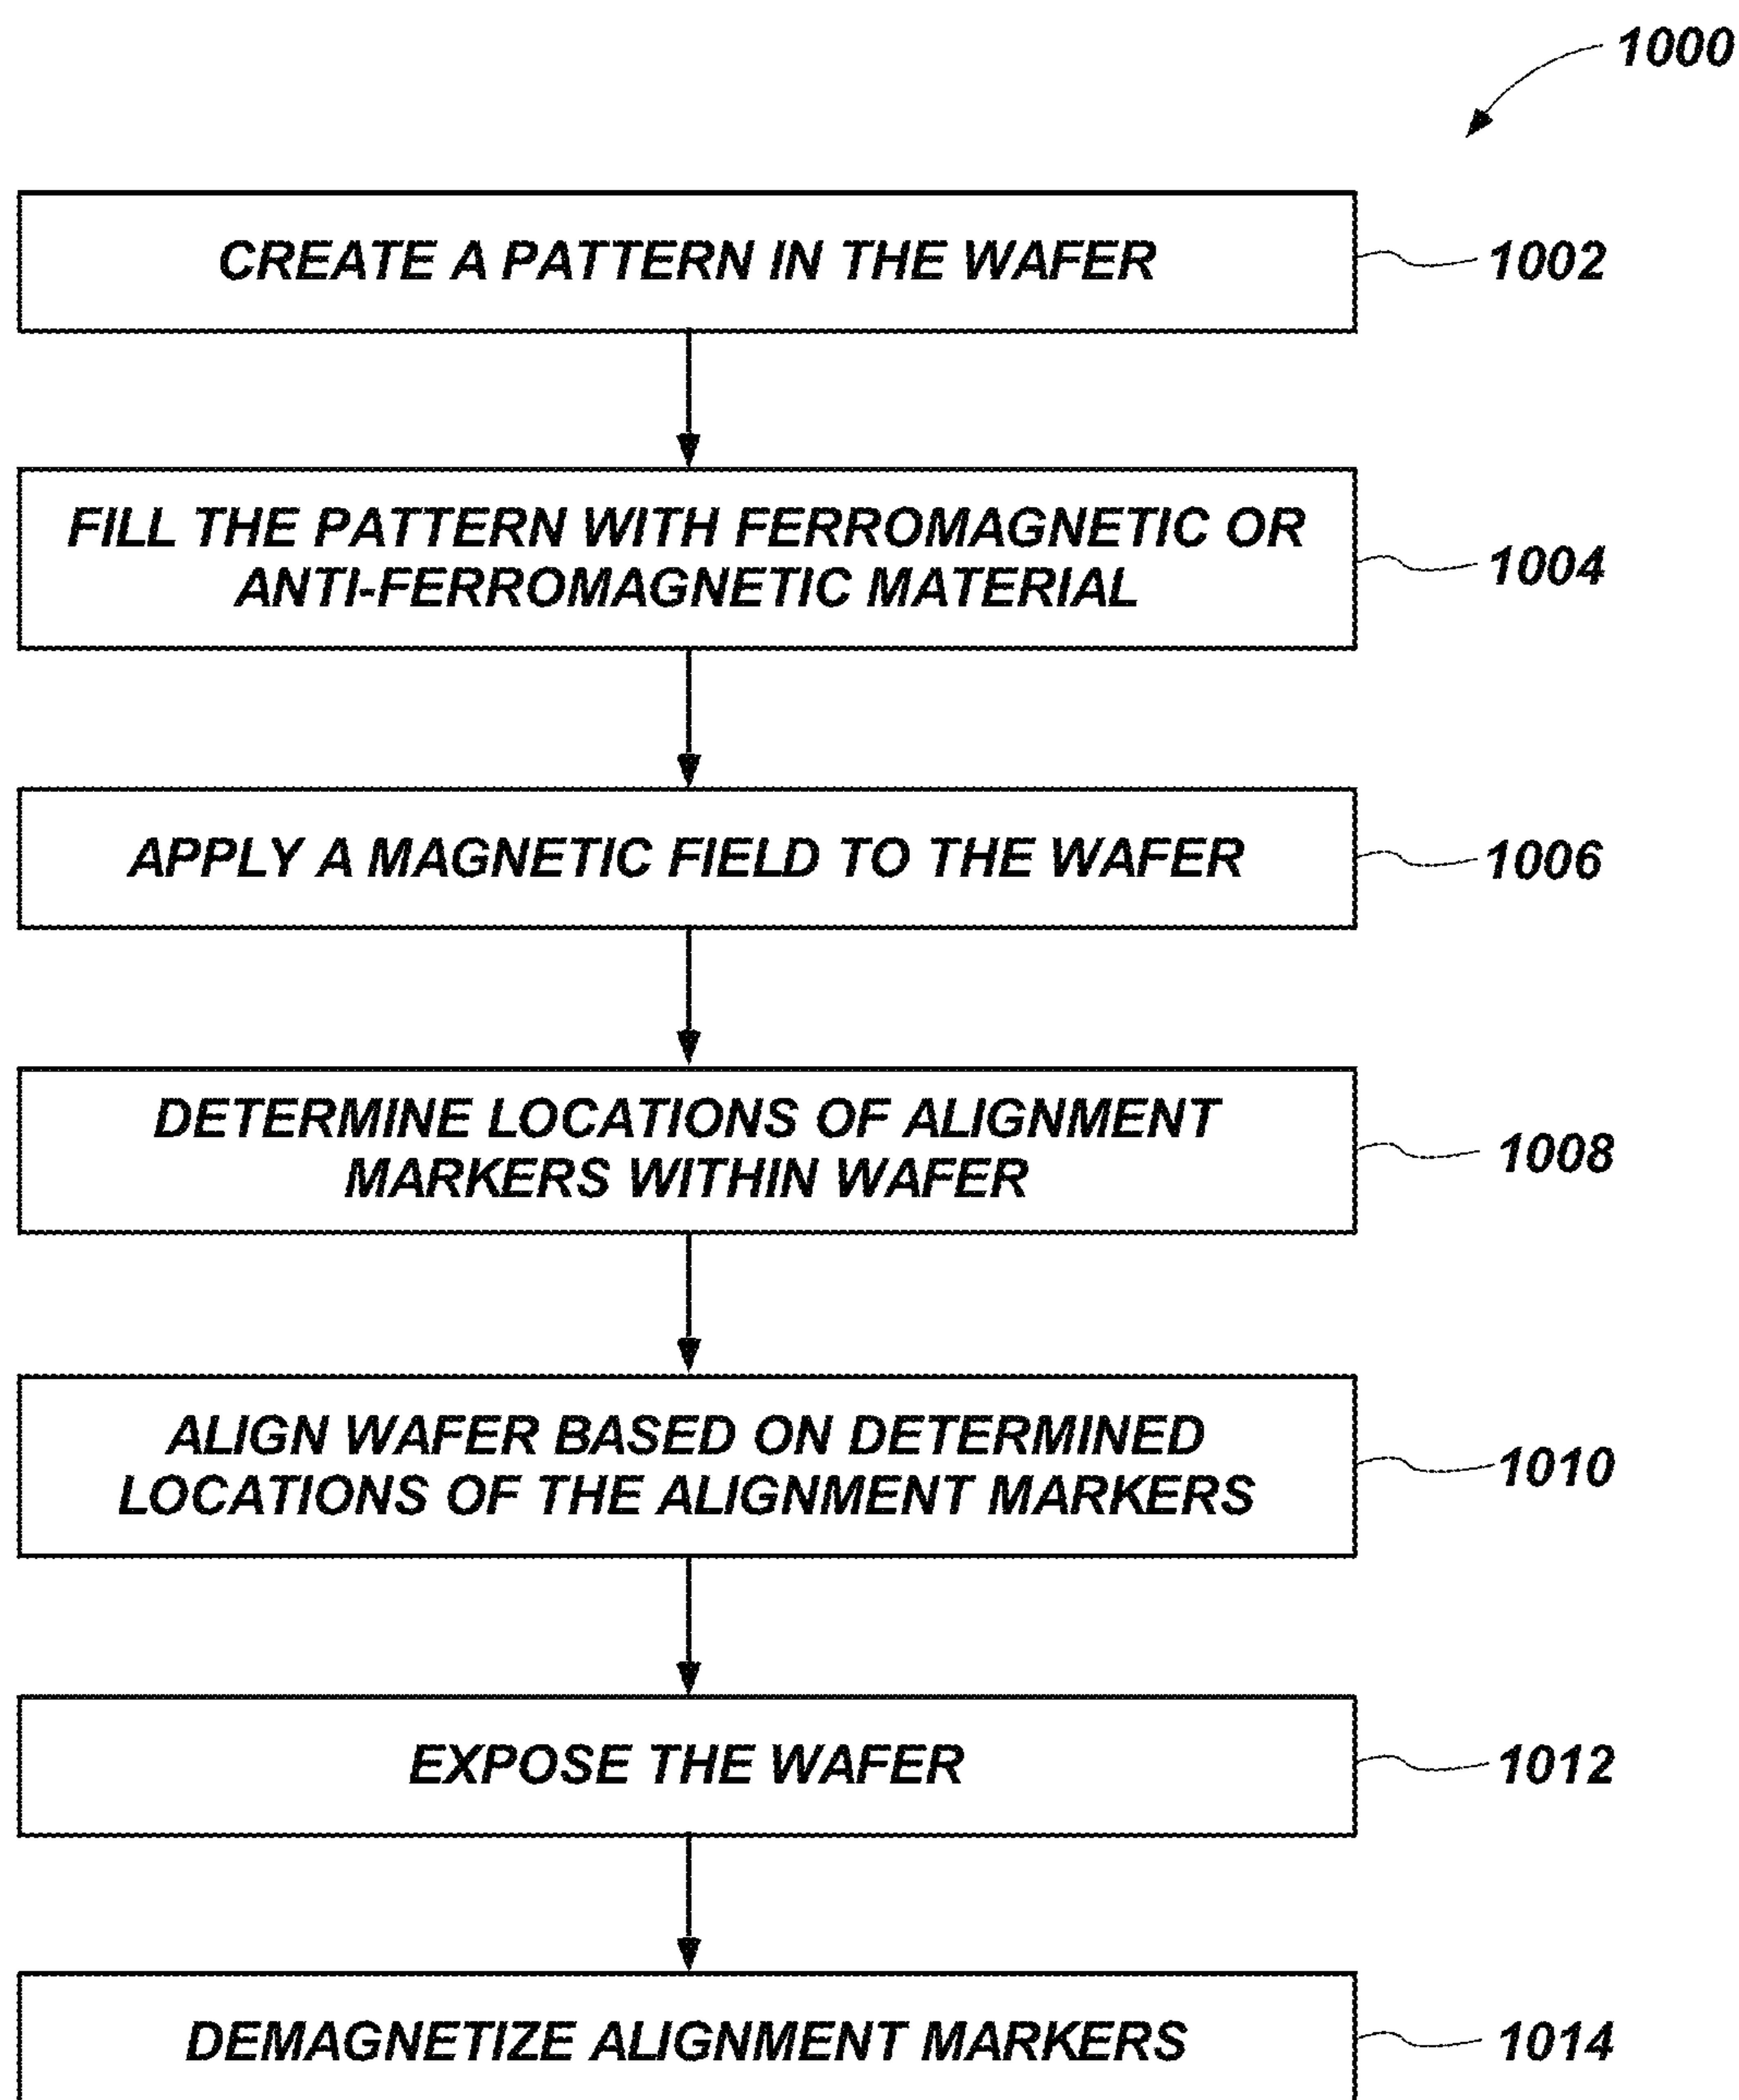 1000
CREATE A PATTERN IN THE WAFER
1002
FILL THE PATTERN WITH FERROMAGNETIC OR
ANTI-FERROMAGNETIC MATERIAL
1004
APPLY A MAGNETIC FIELD TO THE WAFER
1006
DETERMINE LOCATIONS OF ALIGNMENT
MARKERS WITHIN WAFER
1008
ALIGN WAFER BASED ON DETERMINED
LOCATIONS OF THE ALIGNMENT MARKERS
1010
EXPOSE THE WAFER
1012
DEMAGNETIZE ALIGNMENT MARKERS
1014